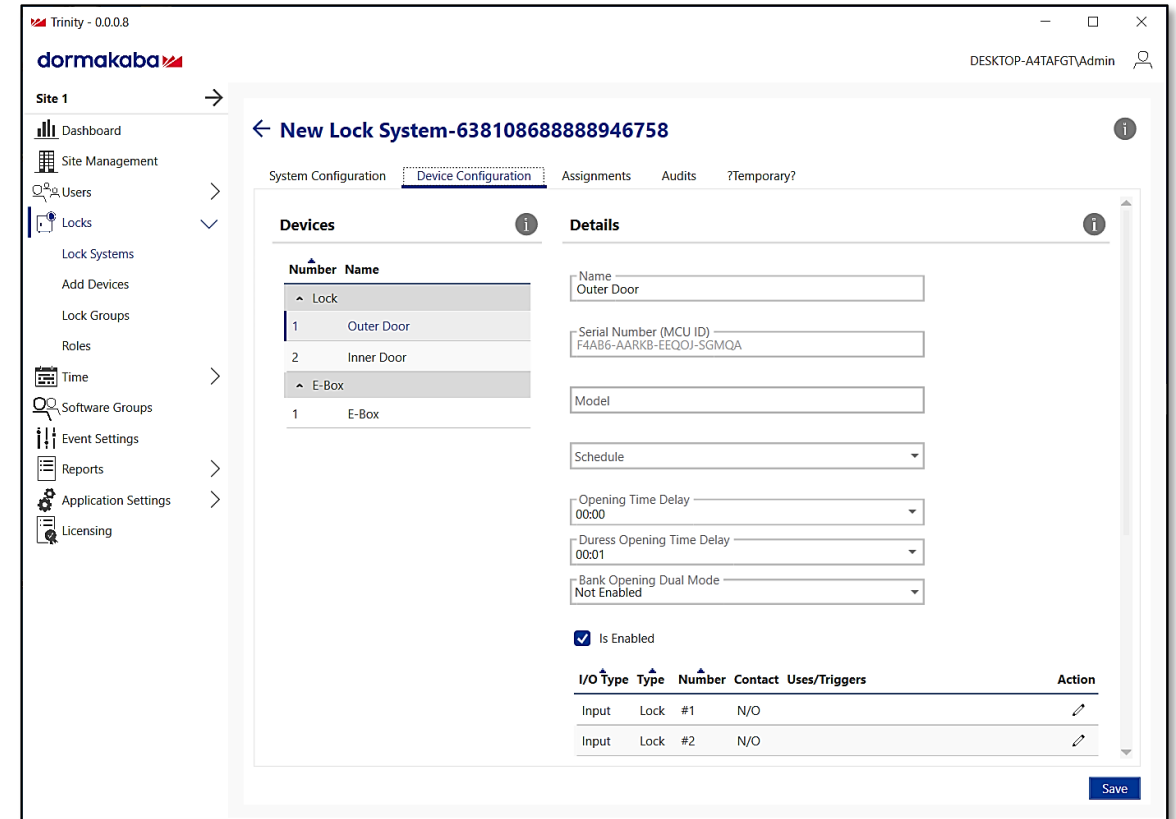 Trinity - 0.0.0.8
dormakaba
DESKTOP-A4TAFGT\Admin
Site 1
Dashboard
Site Management
Users
Locks
Lock Systems
Add Devices
Lock Groups
Roles
Time
Software Groups
Event Settings
Reports
Application Settings
Licensing
New Lock System-638108688888946758
System Configuration Device Configuration Assignments Audits ?Temporary?
Devices
Number Name
Lock
1 Outer Door
2 Inner Door
E-Box
1 E-Box
Details
Name
Outer Door
Serial Number (MCU ID)
F4AB6-AARKB-EEQOJ-SGMQA
Model
Schedule
Opening Time Delay
00:00
Duress Opening Time Delay
00:01
Bank Opening Dual Mode
Not Enabled
Is Enabled
I/O Type Type Number Contact Uses/Triggers Action
Input Lock #1 N/O
Input Lock #2 N/O
Save